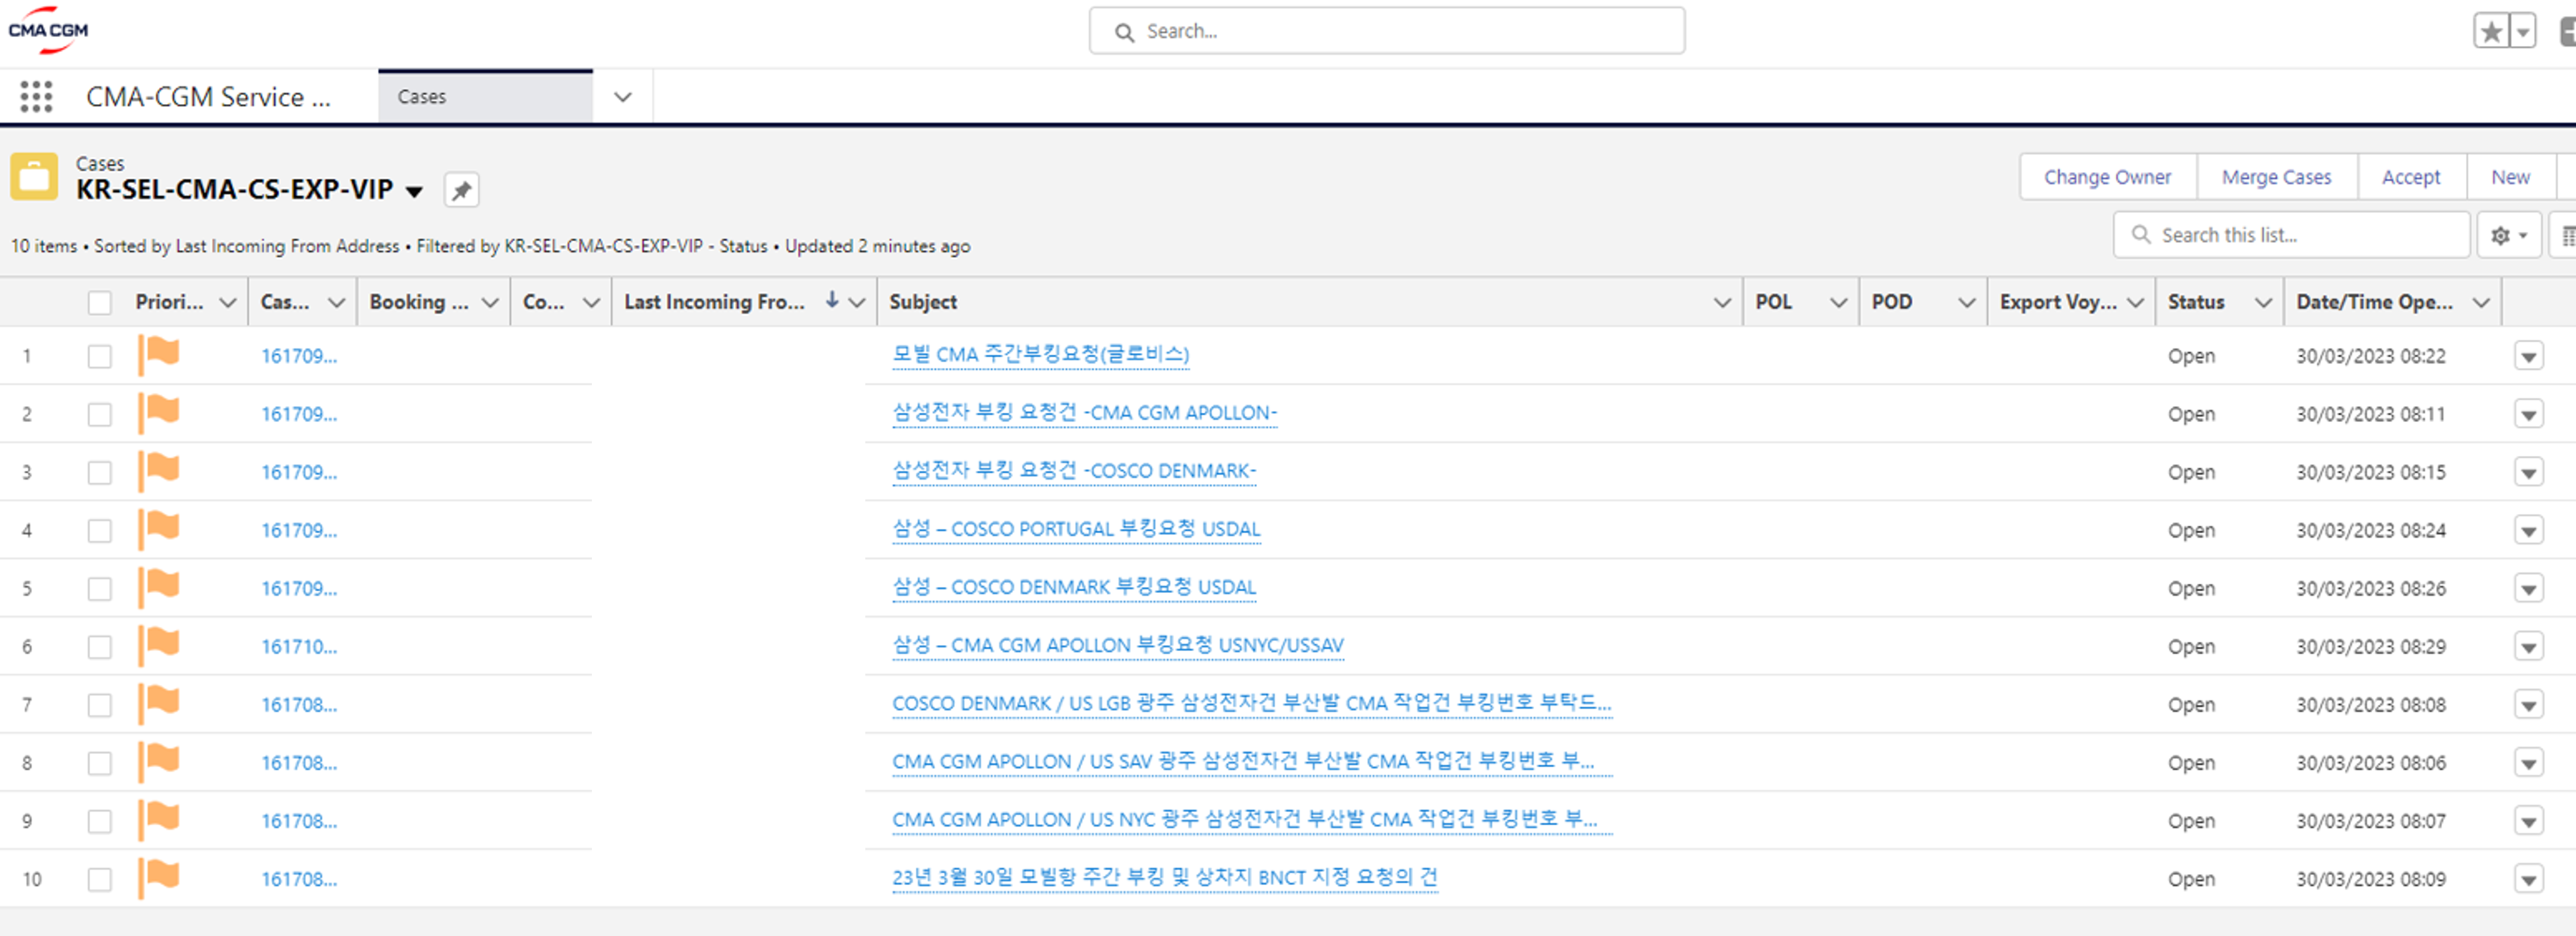 CMA CGM
Search...
CMA-CGM Service ... Cases
Cases
KR-SEL-CMA-CS-EXP-VIP
Change Owner Merge Cases Accept New
10 items • Sorted by Last Incoming From Address • Filtered by KR-SEL-CMA-CS-EXP-VIP - Status • Updated 2 minutes ago
Search this list...
Priori... Cas... Booking ... Co... Last Incoming Fro... Subject POL POD Export Voy... Status Date/Time Ope...
1 161709... 모빌 CMA 주간부킹요청(글로비스) Open 30/03/2023 08:22
2 161709... 삼성전자 부킹 요청건 -CMA CGM APOLLON- Open 30/03/2023 08:11
3 161709... 삼성전자 부킹 요청건 -COSCO DENMARK- Open 30/03/2023 08:15
4 161709... 삼성 – COSCO PORTUGAL 부킹요청 USDAL Open 30/03/2023 08:24
5 161709... 삼성 – COSCO DENMARK 부킹요청 USDAL Open 30/03/2023 08:26
6 161710... 삼성 – CMA CGM APOLLON 부킹요청 USNYC/USSAV Open 30/03/2023 08:29
7 161708... COSCO DENMARK / US LGB 광주 삼성전자건 부산발 CMA 작업건 부킹번호 부탁드... Open 30/03/2023 08:08
8 161708... CMA CGM APOLLON / US SAV 광주 삼성전자건 부산발 CMA 작업건 부킹번호 부... Open 30/03/2023 08:06
9 161708... CMA CGM APOLLON / US NYC 광주 삼성전자건 부산발 CMA 작업건 부킹번호 부... Open 30/03/2023 08:07
10 161708... 23년 3월 30일 모빌항 주간 부킹 및 상차지 BNCT 지정 요청의 건 Open 30/03/2023 08:09